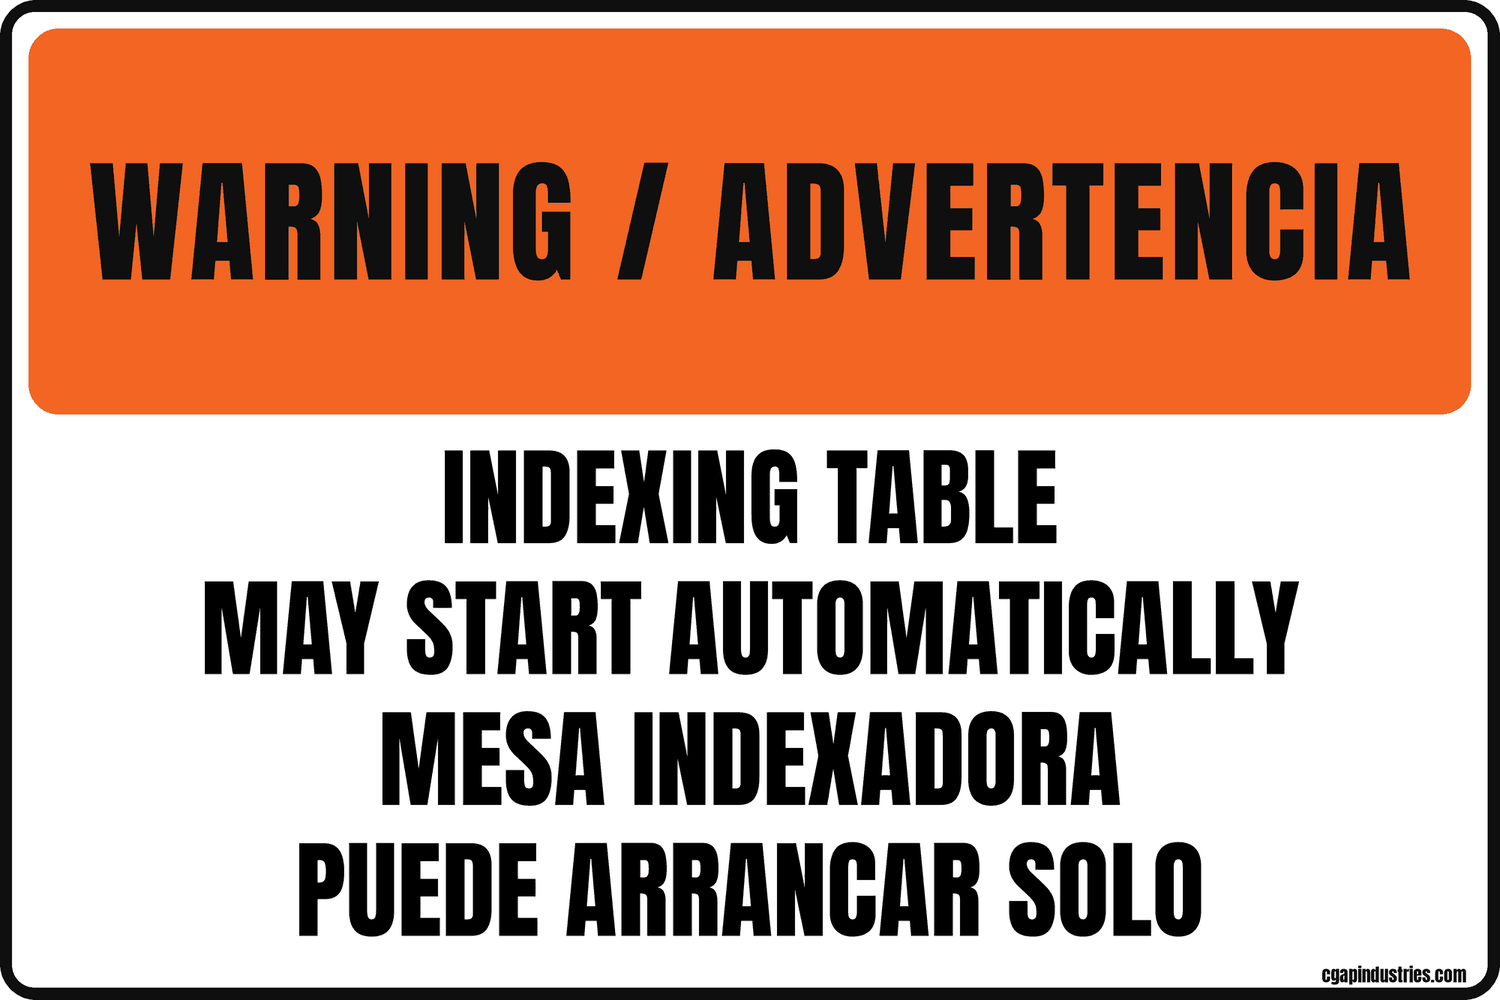 WARNING / ADVERTENCIA
INDEXING TABLE
MAY START AUTOMATICALLY
MESA INDEXADORA
PUEDE ARRANCAR SOLO
cgapindustries.com